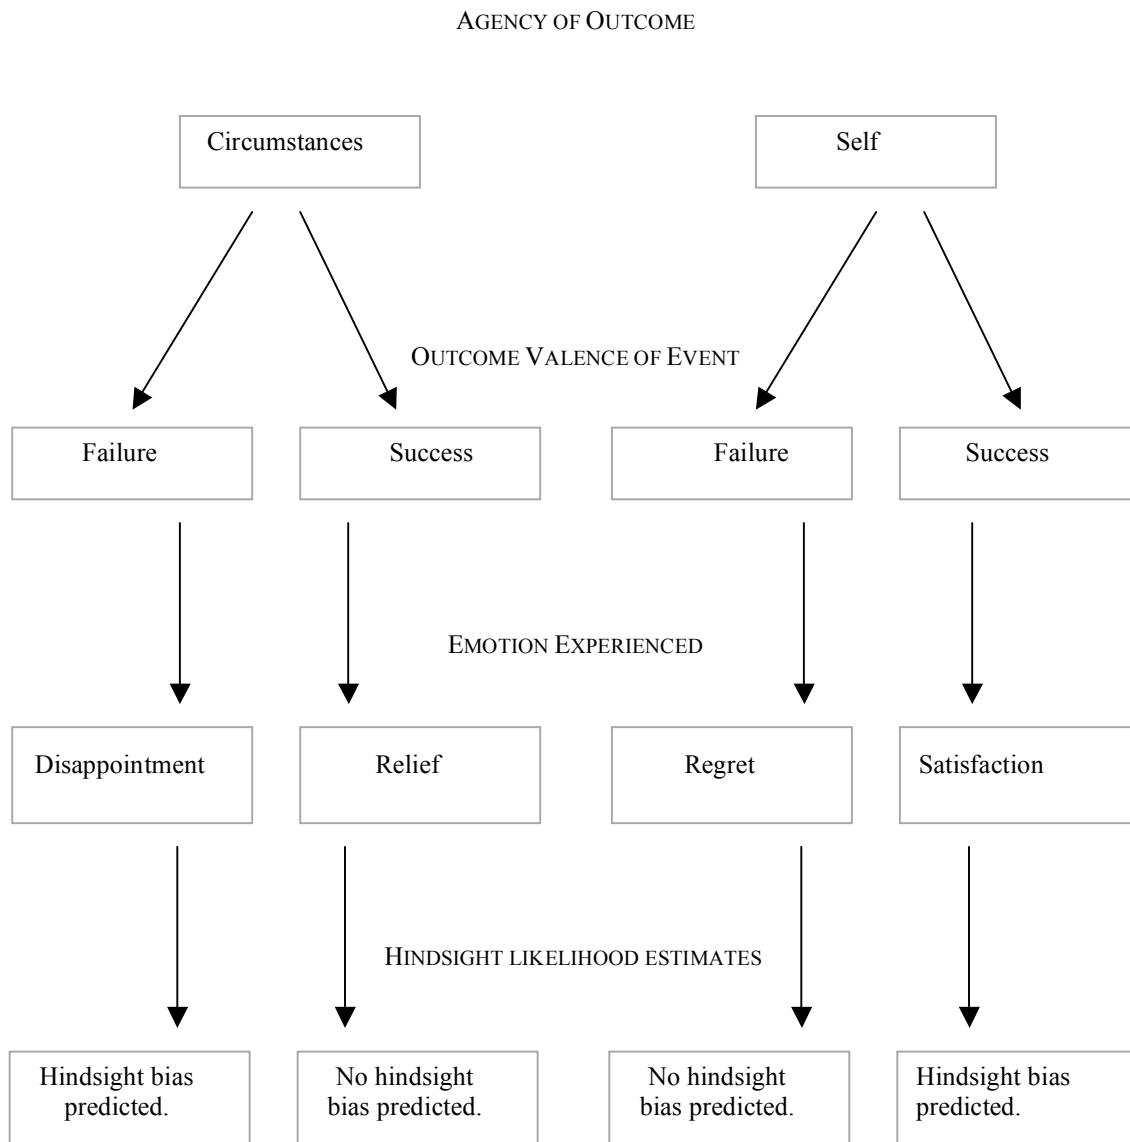 AGENCY OF OUTCOME
Circumstances
Self
OUTCOME VALENCE OF EVENT
Failure
Success
Failure
Success
EMOTION EXPERIENCED
Disappointment
Relief
Regret
Satisfaction
HINDSIGHT LIKELIHOOD ESTIMATES
Hindsight bias
predicted.
No hindsight
bias predicted.
No hindsight
bias predicted.
Hindsight bias
predicted.